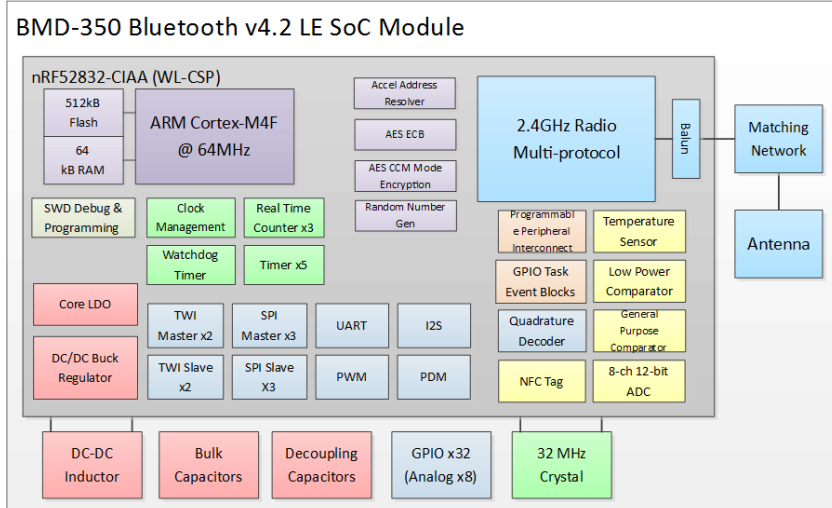 BMD-350 Bluetooth v4.2 LE SoC Module
nRF52832-CIAA (WL-CSP)
512kB
Flash
64
kB RAM
ARM Cortex-M4F
@ 64MHz
Accel Address
Resolver
AES ECB
AES CCM Mode
Encryption
Random Number
Gen
2.4GHz Radio
Multi-protocol
Balun
Matching
Network
Antenna
SWD Debug &
Programming
Clock
Management
Real Time
Counter x3
Watchdog
Timer
Timer x5
Programmabl
e Peripheral
Interconnect
Temperature
Sensor
GPIO Task
Event Blocks
Low Power
Comparator
Quadrature
Decoder
General
Purpose
Comparator
NFC Tag
8-ch 12-bit
ADC
Core LDO
DC/DC Buck
Regulator
TWI
Master x2
SPI
Master x3
UART
I2S
TWI Slave
x2
SPI Slave
X3
PWM
PDM
DC-DC
Inductor
Bulk
Capacitors
Decoupling
Capacitors
GPIO x32
(Analog x8)
32 MHz
Crystal